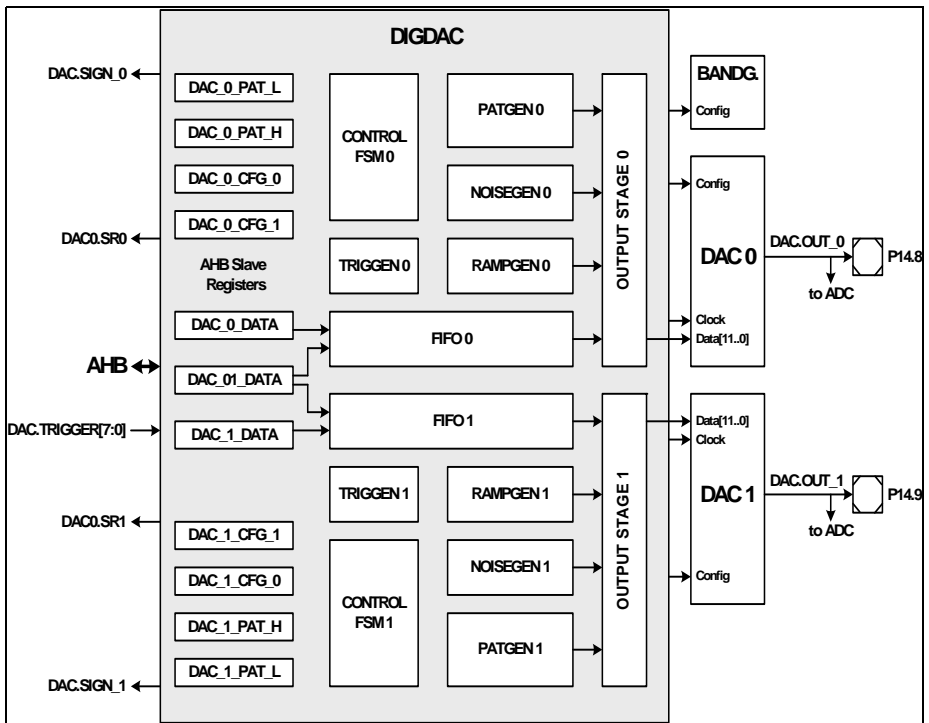 DIGDAC
DAC.SIGN_0
DAC_0_PAT_L
DAC_0_PAT_H
DAC_0_CFG_0
DAC_0_CFG_1
DAC0.SR0
AHB Slave
Registers
CONTROL
FSM 0
TRIGGEN 0
PATGEN 0
NOISEGEN 0
RAMPGEN 0
OUTPUT STAGE 0
BANDG.
Config
Config
DAC 0
Clock
Data[11..0]
DAC.OUT_0
to ADC
P14.8
DAC_0_DATA
FIFO 0
AHB
DAC_01_DATA
DAC.TRIGGER[7:0]
DAC_1_DATA
FIFO 1
TRIGGEN 1
RAMPGEN 1
OUTPUT STAGE 1
Data[11..0]
Clock
DAC 1
Config
DAC.OUT_1
to ADC
P14.9
DAC0.SR1
DAC_1_CFG_1
DAC_1_CFG_0
DAC_1_PAT_H
DAC_1_PAT_L
CONTROL
FSM 1
NOISEGEN 1
PATGEN 1
DAC.SIGN_1